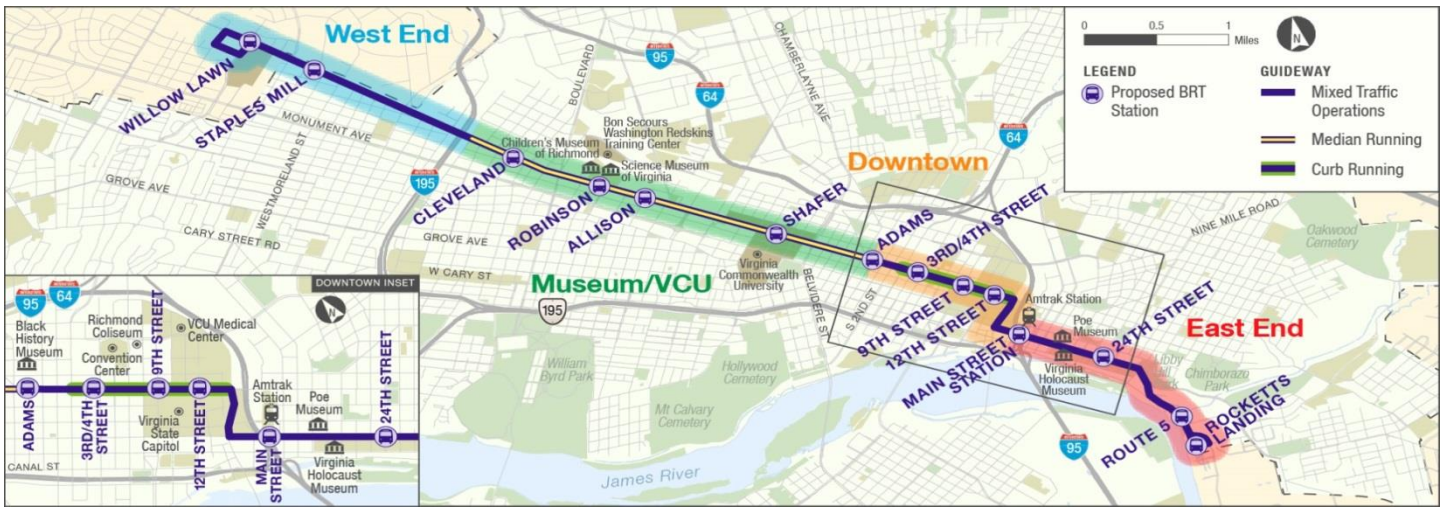 West End
WILLOW LAWN
STAPLES MILL
MONUMENT AVE
WESTMORELAND ST
GROVE AVE
CARY STREET RD
INTERSTATE
195
BOULEVARD
INTERSTATE
95
INTERSTATE
64
CHAMBERLAYNE AVE
Children's Museum
of Richmond
Bon Secours
Washington Redskins
Training Center
Science Museum
of Virginia
CLEVELAND
ROBINSON
ALLISON
GROVE AVE
W CARY ST
Museum/VCU
195
SHAFER
Virginia
Commonwealth
University
BELVIDERE ST
S 2ND ST
Downtown
ADAMS
3RD/4TH STREET
9TH STREET
12TH STREET
MAIN STREET
STATION
Amtrak Station
Poe
Museum
Virginia
Holocaust
Museum
24TH STREET
East End
INTERSTATE
64
NINE MILE ROAD
Oakwood
Cemetery
Libby
Hill
Park
Chimborazo
Park
ROUTE 5
ROCKETTS
LANDING
INTERSTATE
95
William
Byrd Park
Hollywood
Cemetery
Mt Calvary
Cemetery
James River
0 0.5 1
Miles
N
LEGEND
Proposed BRT
Station
GUIDEWAY
Mixed Traffic
Operations
Median Running
Curb Running
DOWNTOWN INSET
N
95
64
Black
History
Museum
Richmond
Coliseum
Convention
Center
9TH STREET
VCU Medical
Center
ADAMS
3RD/4TH
STREET
Virginia
State
Capitol
12TH STREET
Amtrak
Station
MAIN
STREET
Poe
Museum
Virginia
Holocaust
Museum
24TH STREET
CANAL ST